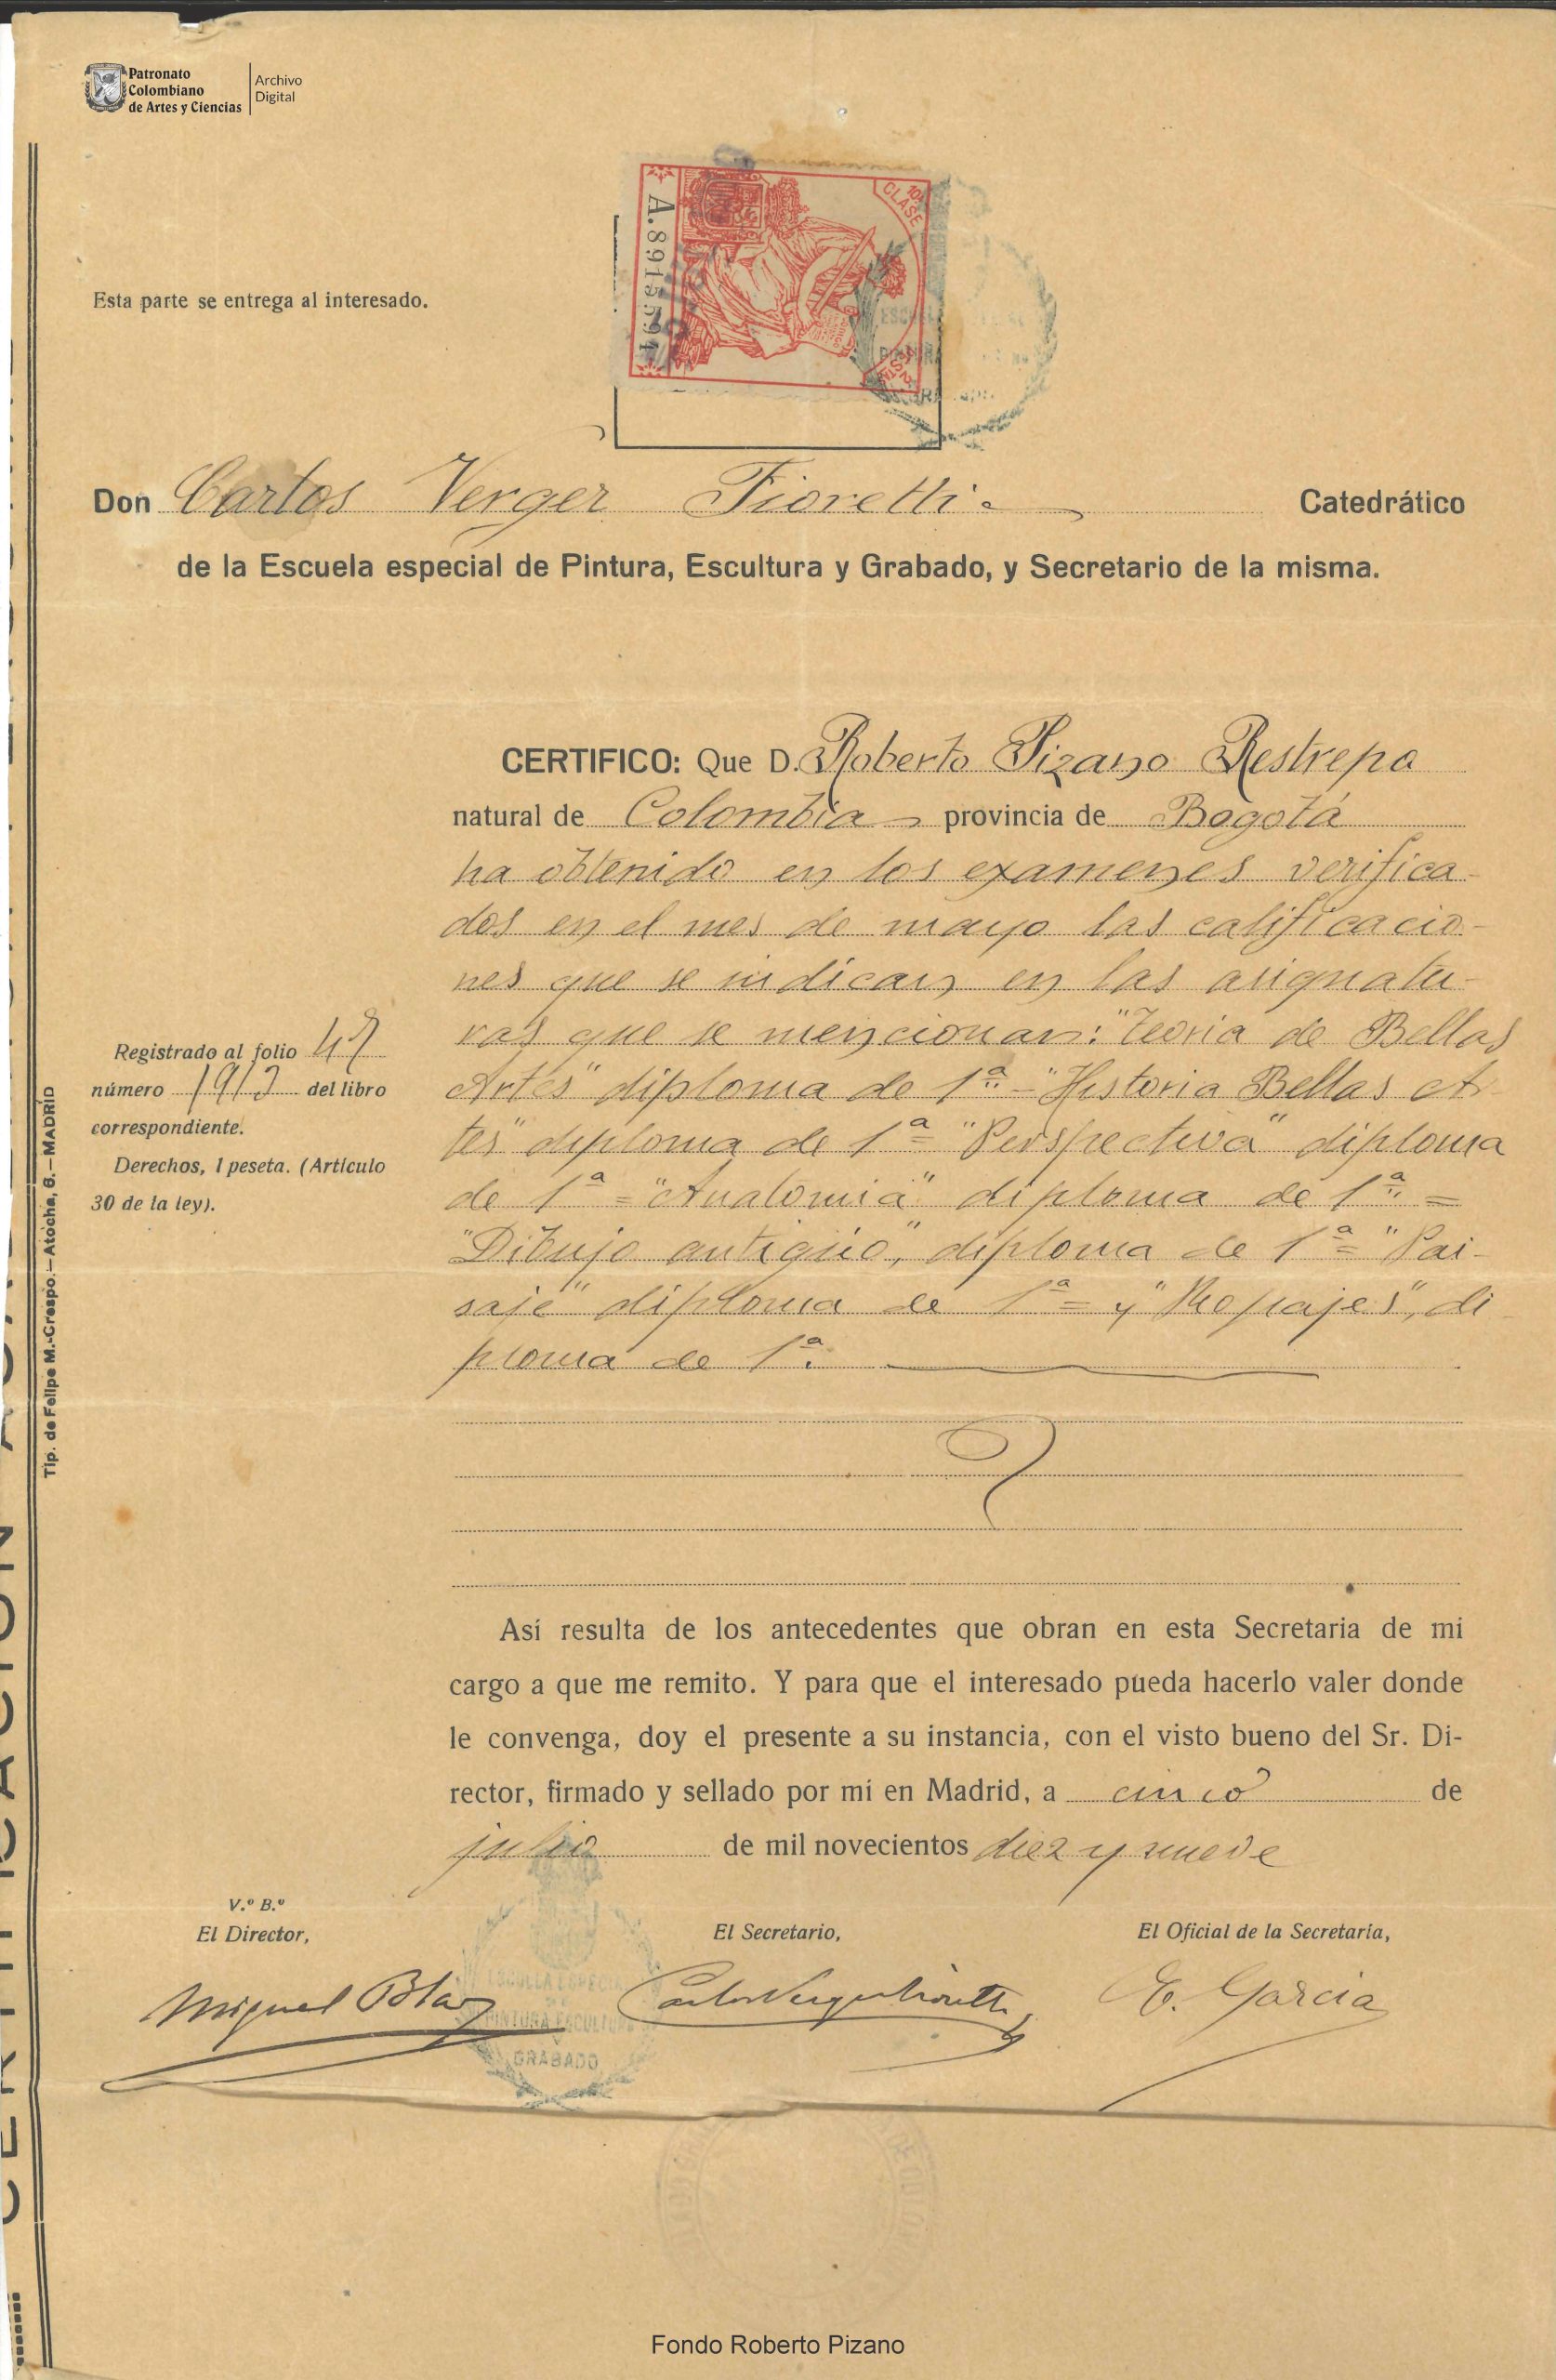 Patronato
Colombiano
de Artes y Ciencias
Archivo
Digital
10ª
CLASE
A.
Esta parte se entrega al interesado.
Don Carlos Verger Fioretti Catedrático
de la Escuela especial de Pintura, Escultura y Grabado, y Secretario de la misma.
CERTIFICO: Que D. Roberto Pizano Restrepo
natural de Colombia provincia de Bogotá
ha obtenido en los examenes verifica-
dos en el mes de mayo las calificacio-
nes que se indican en las asignatu-
ras que se mencionan: "Teoria de Bellas
Artes" diploma de 1ª - "Historia Bellas Ar-
tes" diploma de 1ª = "Perspectiva" diploma
de 1ª = "Anatomia" diploma de 1ª =
"Dibujo antiguo", diploma de 1ª = "Pai-
saje" diploma de 1ª = y "Ropajes", di-
ploma de 1ª.
Registrado al folio 47
número 1913 del libro
correspondiente.
Derechos, 1 peseta. (Artículo
30 de la ley).
Tip. de Felipe M.-Crespo.—Atocha, 6.—MADRID
Así resulta de los antecedentes que obran en esta Secretaria de mi
cargo a que me remito. Y para que el interesado pueda hacerlo valer donde
le convenga, doy el presente a su instancia, con el visto bueno del Sr. Di-
rector, firmado y sellado por mí en Madrid, a cinco de
julio de mil novecientos diez y nueve
V.º B.º
El Director,
El Secretario,
El Oficial de la Secretaría,
Miguel Blay
Carlos Verger Fioretti
E. Garcia
ESCUELA ESPECIAL
PINTURA ESCULTURA
GRABADO
Fondo Roberto Pizano